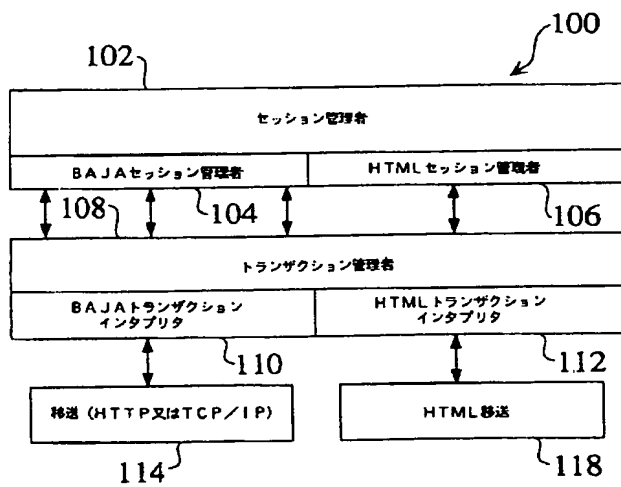 100
102
セッション管理者
BAJAセッション管理者
HTMLセッション管理者
108
104
106
トランザクション管理者
BAJAトランザクション
インタプリタ
HTMLトランザクション
インタプリタ
110
112
移送（HTTP又はTCP／IP）
HTML移送
114
118